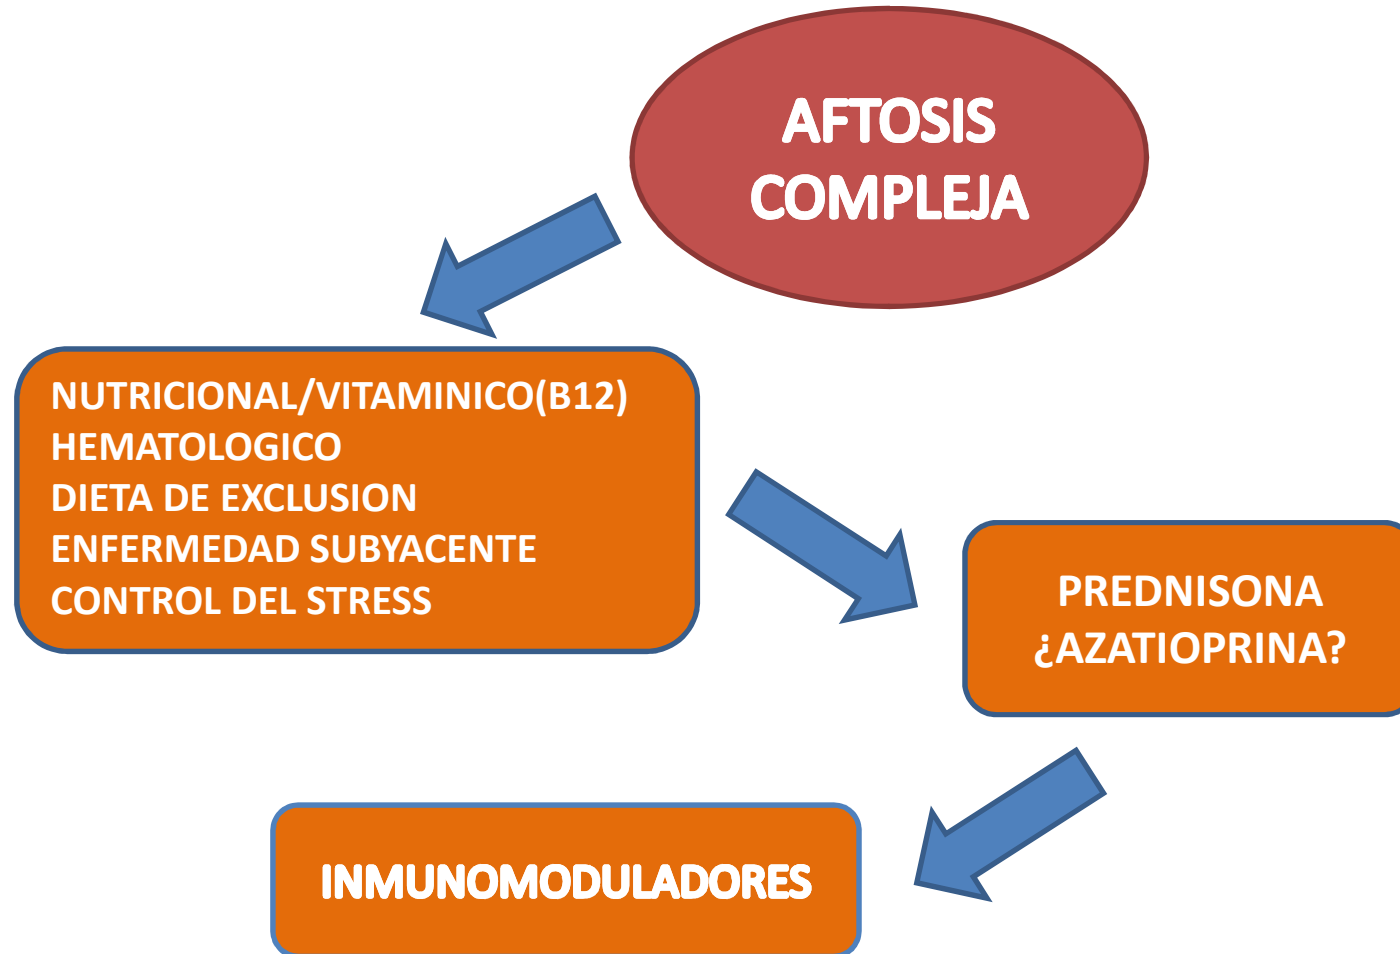 AFTOSIS
COMPLEJA
NUTRICIONAL/VITAMINICO(B12)
HEMATOLOGICO
DIETA DE EXCLUSION
ENFERMEDAD SUBYACENTE
CONTROL DEL STRESS
PREDNISONA
¿AZATIOPRINA?
INMUNOMODULADORES